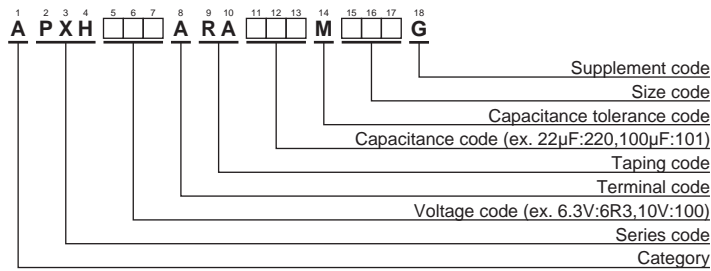 1 2 3 4 5 6 7 8 9 10 11 12 13 14 15 16 17 18
A P X H A R A M G
Supplement code
Size code
Capacitance tolerance code
Capacitance code (ex. 22μF:220,100μF:101)
Taping code
Terminal code
Voltage code (ex. 6.3V:6R3,10V:100)
Series code
Category